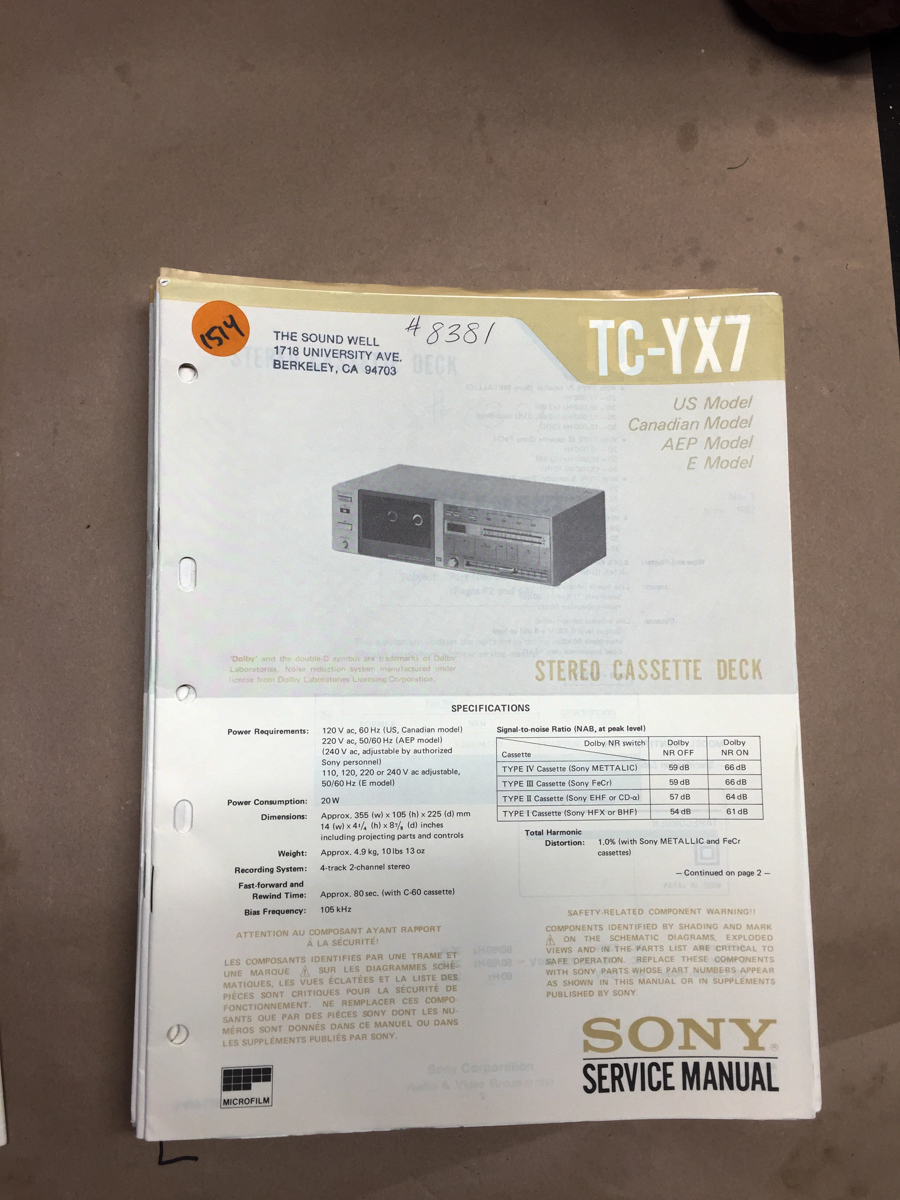 1514
THE SOUND WELL
1718 UNIVERSITY AVE.
BERKELEY, CA 94703
#8381
TC-YX7
US Model
Canadian Model
AEP Model
E Model
'Dolby' and the double-D symbol are trademarks of Dolby
Laboratories. Noise reduction system manufactured under
license from Dolby Laboratories Licensing Corporation.
STEREO CASSETTE DECK
SPECIFICATIONS
Power Requirements: 120 V ac, 60 Hz (US, Canadian model)
220 V ac, 50/60 Hz (AEP model)
(240 V ac, adjustable by authorized
Sony personnel)
110, 120, 220 or 240 V ac adjustable,
50/60 Hz (E model)
Power Consumption: 20 W
Dimensions: Approx. 355 (w) x 105 (h) x 225 (d) mm
14 (w) x 4 1/4 (h) x 8 7/8 (d) inches
including projecting parts and controls
Weight: Approx. 4.9 kg, 10 lbs 13 oz
Recording System: 4-track 2-channel stereo
Fast-forward and
Rewind Time: Approx. 80 sec. (with C-60 cassette)
Bias Frequency: 105 kHz
Signal-to-noise Ratio (NAB, at peak level)
Cassette Dolby NR switch Dolby NR OFF Dolby NR ON
TYPE IV Cassette (Sony METTALIC) 59 dB 66 dB
TYPE III Cassette (Sony FeCr) 59 dB 66 dB
TYPE II Cassette (Sony EHF or CD-α) 57 dB 64 dB
TYPE I Cassette (Sony HFX or BHF) 54 dB 61 dB
Total Harmonic
Distortion: 1.0% (with Sony METALLIC and FeCr
cassettes)
— Continued on page 2 —
ATTENTION AU COMPOSANT AYANT RAPPORT
À LA SÉCURITÉ!
LES COMPOSANTS IDENTIFIÉS PAR UNE TRAME ET
UNE MARQUE ⚠ SUR LES DIAGRAMMES SCHÉ-
MATIQUES, LES VUES ÉCLATÉES ET LA LISTE DES
PIÈCES SONT CRITIQUES POUR LA SÉCURITÉ DE
FONCTIONNEMENT. NE REMPLACER CES COMPO-
SANTS QUE PAR DES PIÈCES SONY DONT LES NU-
MÉROS SONT DONNÉS DANS CE MANUEL OU DANS
LES SUPPLÉMENTS PUBLIÉS PAR SONY.
SAFETY-RELATED COMPONENT WARNING!!
COMPONENTS IDENTIFIED BY SHADING AND MARK
⚠ ON THE SCHEMATIC DIAGRAMS, EXPLODED
VIEWS AND IN THE PARTS LIST ARE CRITICAL TO
SAFE OPERATION. REPLACE THESE COMPONENTS
WITH SONY PARTS WHOSE PART NUMBERS APPEAR
AS SHOWN IN THIS MANUAL OR IN SUPPLEMENTS
PUBLISHED BY SONY.
MICROFILM
SONY®
SERVICE MANUAL